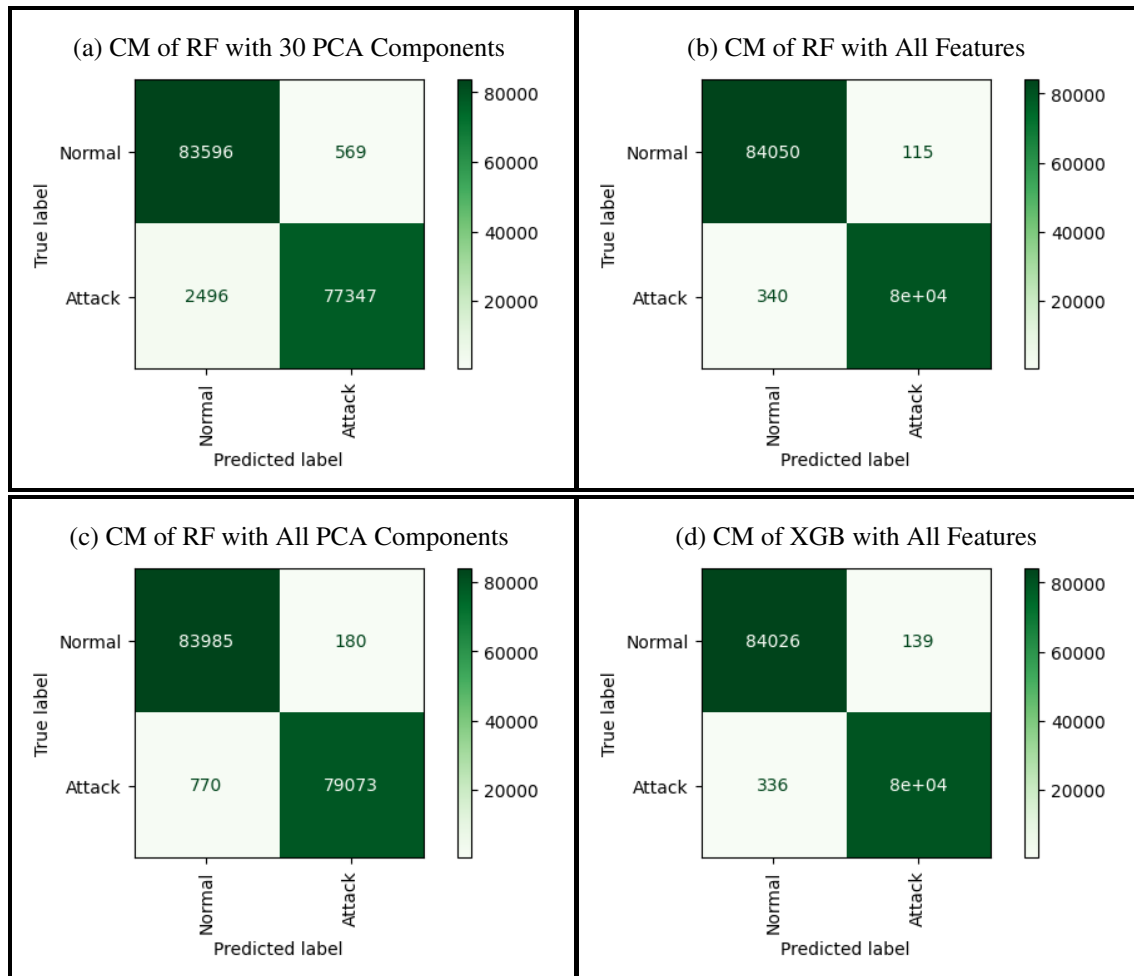 (a) CM of RF with 30 PCA Components
Normal
83596
569
Attack
2496
77347
True label
Normal
Attack
Predicted label
80000
60000
40000
20000
(b) CM of RF with All Features
Normal
84050
115
Attack
340
8e+04
True label
Normal
Attack
Predicted label
80000
60000
40000
20000
(c) CM of RF with All PCA Components
Normal
83985
180
Attack
770
79073
True label
Normal
Attack
Predicted label
80000
60000
40000
20000
(d) CM of XGB with All Features
Normal
84026
139
Attack
336
8e+04
True label
Normal
Attack
Predicted label
80000
60000
40000
20000